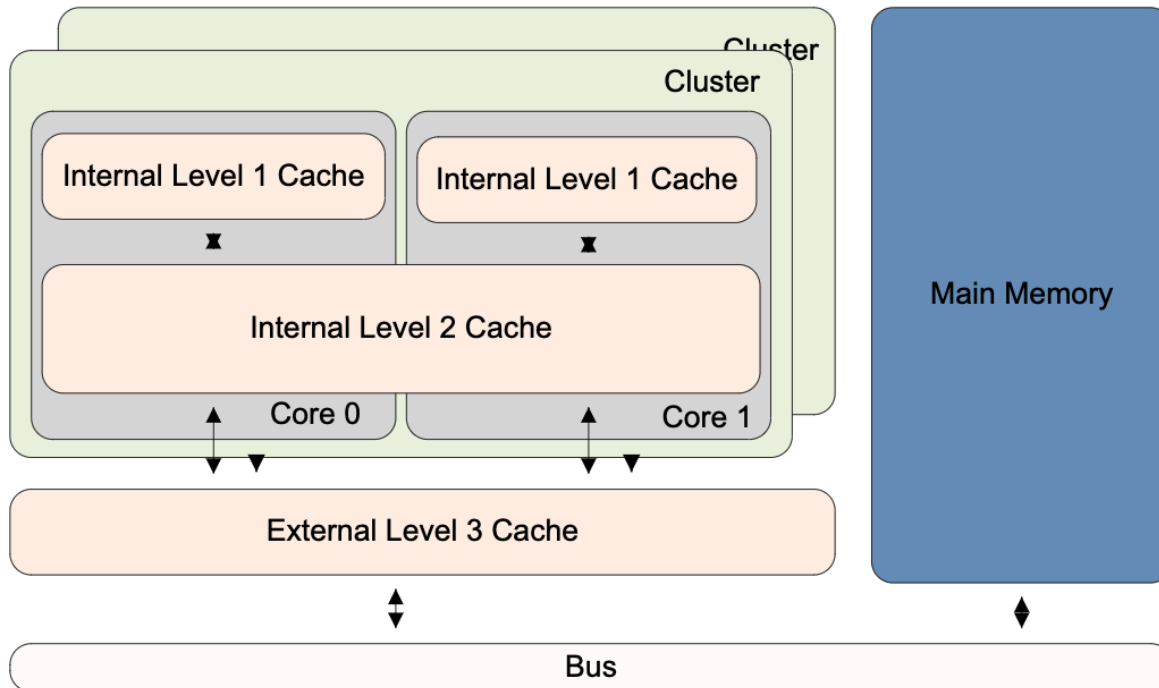 Cluster
Cluster
Internal Level 1 Cache
Internal Level 1 Cache
Internal Level 2 Cache
Core 0
Core 1
Main Memory
External Level 3 Cache
Bus